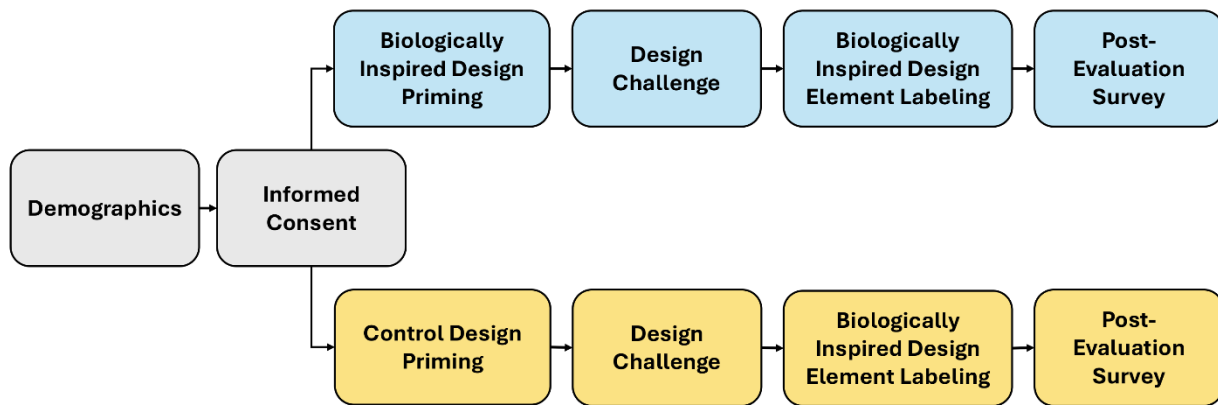 Biologically
Inspired Design
Priming
Design
Challenge
Biologically
Inspired Design
Element Labeling
Post-
Evaluation
Survey
Demographics
Informed
Consent
Control Design
Priming
Design
Challenge
Biologically
Inspired Design
Element Labeling
Post-
Evaluation
Survey